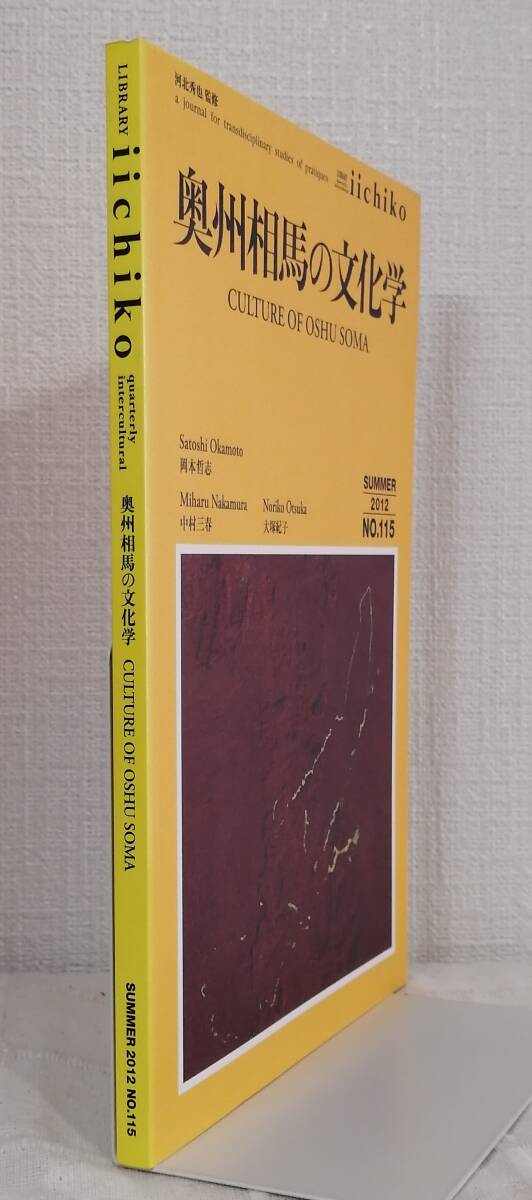 LIBRARY iichiko quarterly
intercultural
奥州相馬の文化学 CULTURE OF OSHU SOMA
SUMMER 2012 NO.115
河北秀也監修
a journal for transdisciplinary studies of pratiques
iichiko
奥州相馬の文化学
CULTURE OF OSHU SOMA
Satoshi Okamoto
岡本哲志
Miharu Nakamura Noriko Otsuka
中村三春 大塚紀子
SUMMER
2012
NO.115